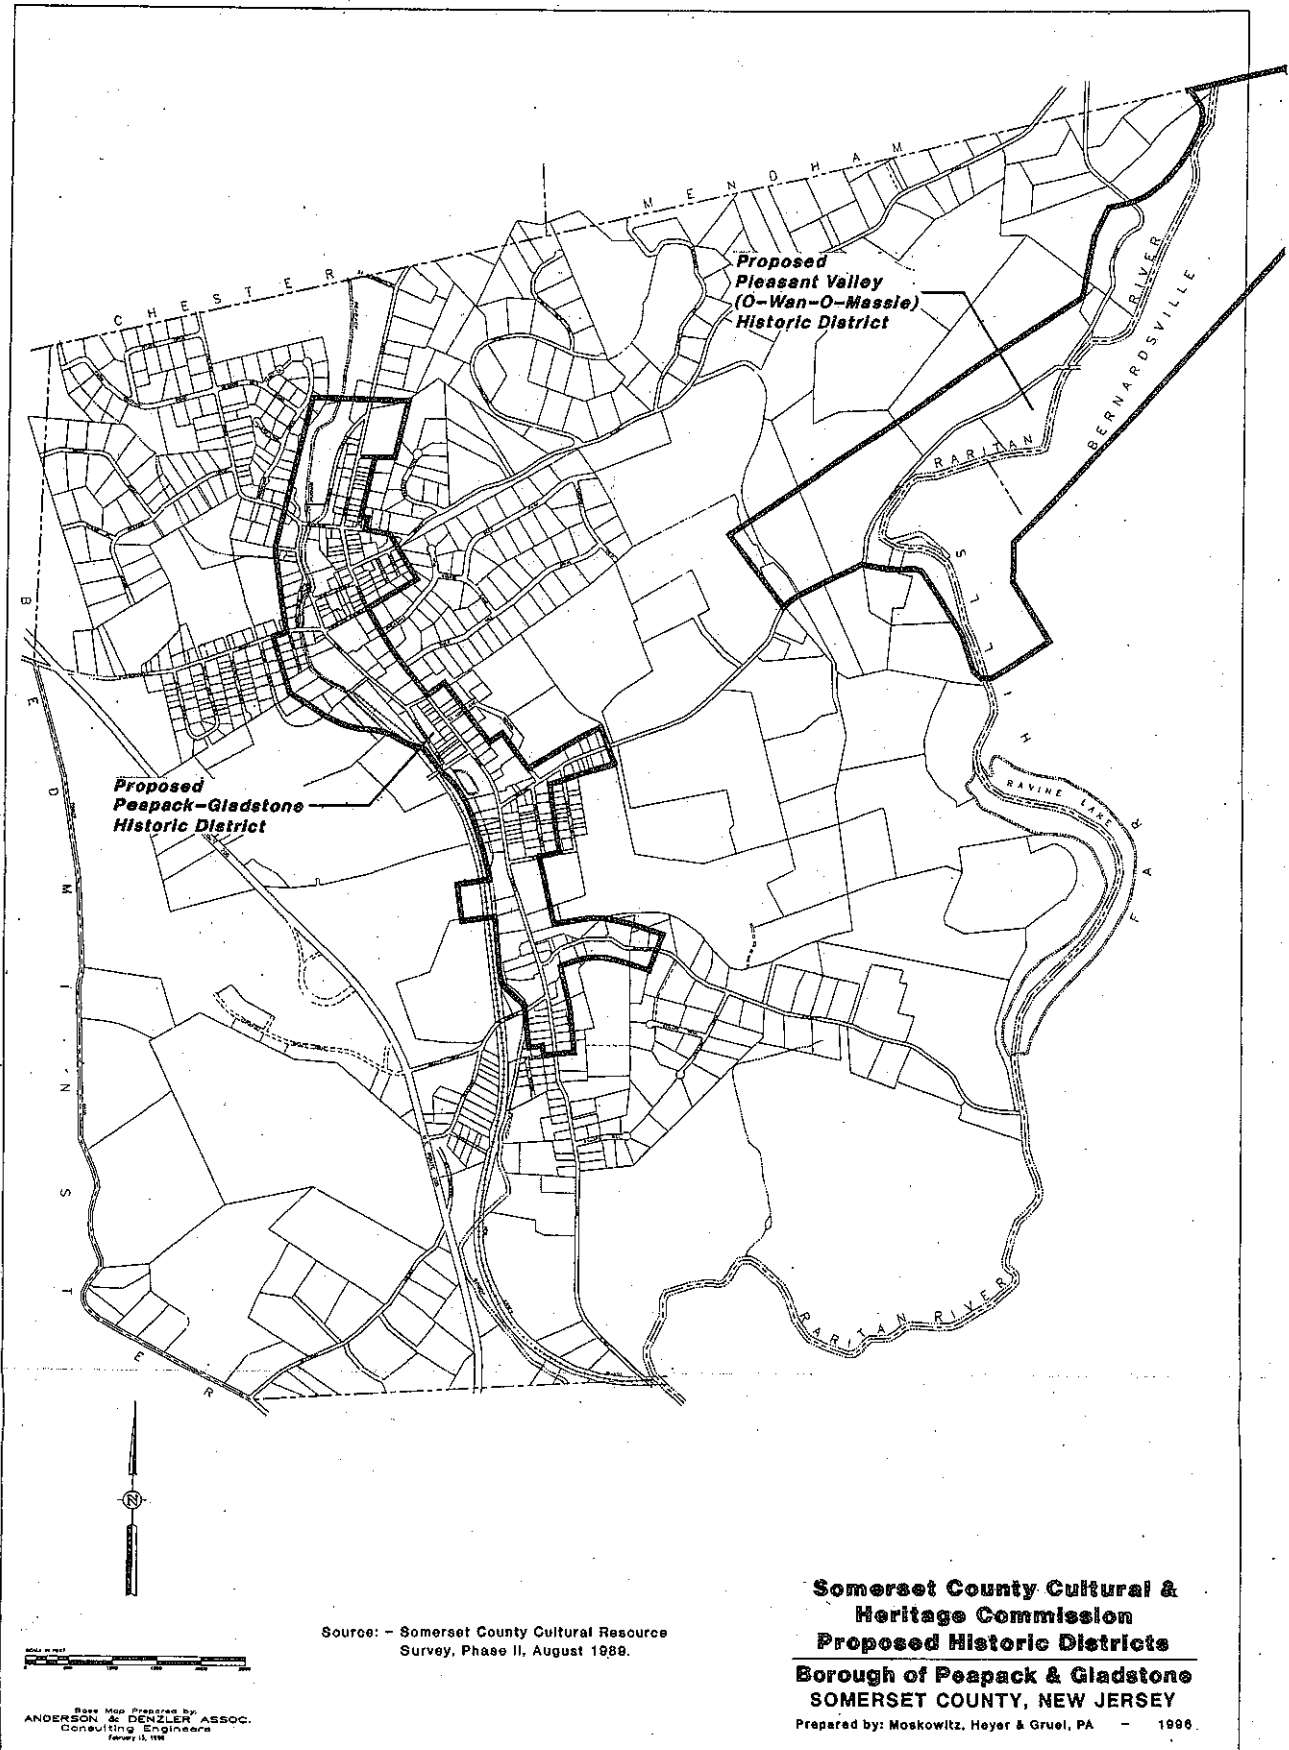 MENDHAM
CHESTER
Proposed
Pleasant Valley
(O-Wan-O-Massie)
Historic District
RIVER
BERNARDSVILLE
RARITAN
FAR HILLS
BEDMINSTER
RAVINE LAKE
Proposed
Peapack-Gladstone
Historic District
RARITAN RIVER
N
SCALE IN FEET
Source: - Somerset County Cultural Resource
Survey, Phase II, August 1989.
Somerset County Cultural &
Heritage Commission
Proposed Historic Districts
Borough of Peapack & Gladstone
SOMERSET COUNTY, NEW JERSEY
Prepared by: Moskowitz, Heyer & Gruel, PA - 1996.
Base Map Prepared by:
ANDERSON & DENZLER ASSOC.
Consulting Engineers